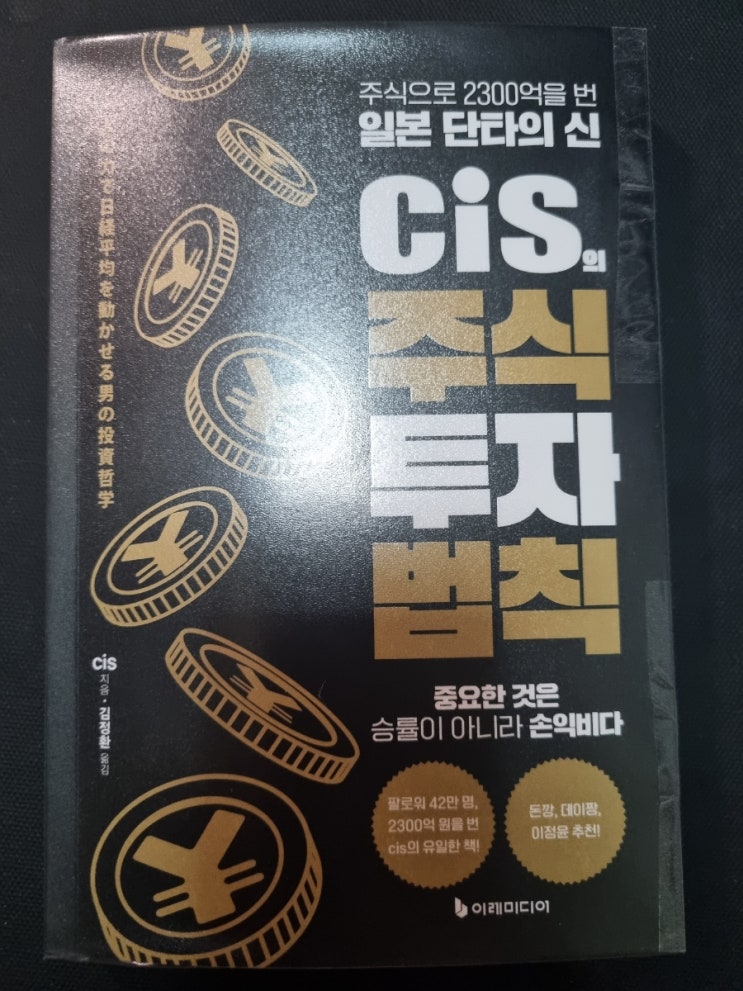 주식으로 2300억을 번
일본 단타의 신
cis의
주식
투자
법칙
力で日経平均を動かせる男の投資哲学
cis 지음 · 김정환 옮김
중요한 것은
승률이 아니라 손익비다
팔로워 42만 명,
2300억 원을 번
cis의 유일한 책!
돈깡, 데이짱,
이정윤 추천!
이레미디어